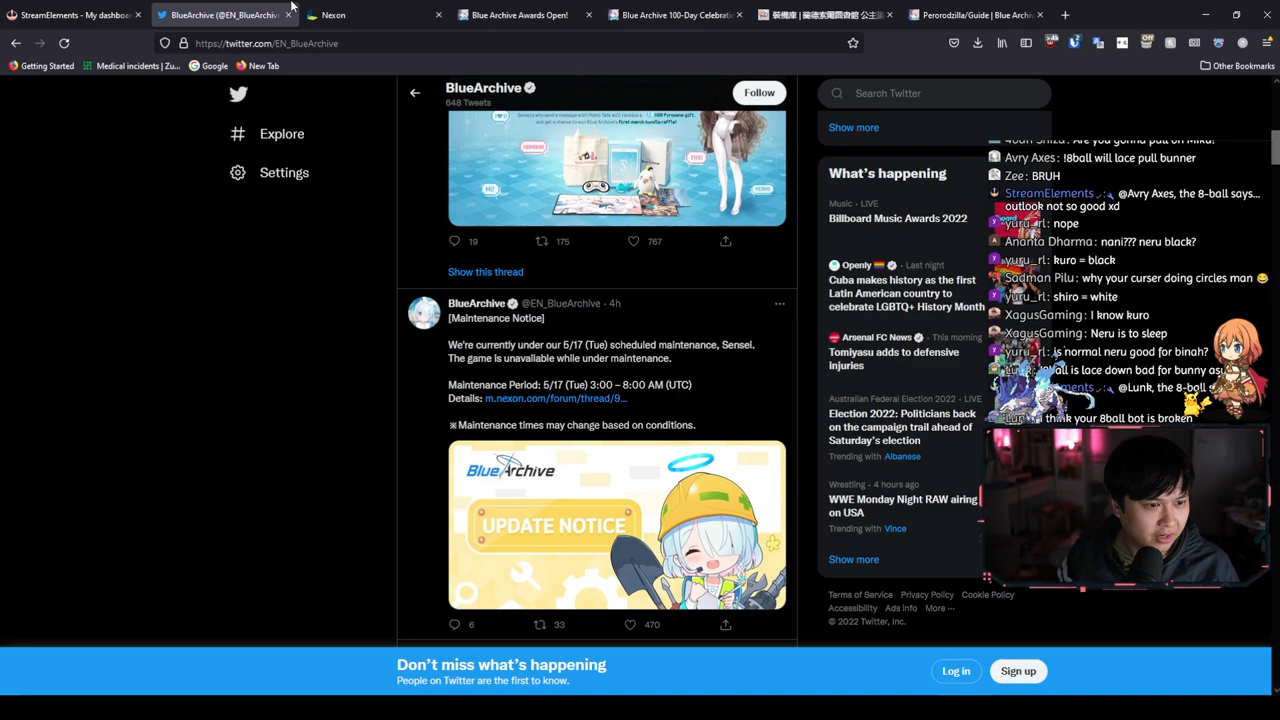 StreamElements - My dashboa
BlueArchive (@EN_BlueArchive
Nexon
Blue Archive Awards Open!
Blue Archive 100-Day Celebratio
Perorodzilla/Guide | Blue Archiv
https://twitter.com/EN_BlueArchive
Getting Started
Medical incidents | Zu...
Google
New Tab
Other Bookmarks
Explore
Settings
BlueArchive
648 Tweets
Follow
19
175
767
Show this thread
BlueArchive @EN_BlueArchive · 4h
[Maintenance Notice]
We're currently under our 5/17 (Tue) scheduled maintenance, Sensei.
The game is unavailable while under maintenance.
Maintenance Period: 5/17 (Tue) 3:00 – 8:00 AM (UTC)
Details: m.nexon.com/forum/thread/9...
※Maintenance times may change based on conditions.
BlueArchive
UPDATE NOTICE
6
33
470
Search Twitter
Show more
What's happening
Music · LIVE
Billboard Music Awards 2022
Openly · Last night
Cuba makes history as the first
Latin American country to
celebrate LGBTQ+ History Month
Arsenal FC News · This morning
Tomiyasu adds to defensive
injuries
Australian Federal Election 2022 · LIVE
Election 2022: Politicians back
on the campaign trail ahead of
Saturday's election
Trending with Albanese
Wrestling · 4 hours ago
WWE Monday Night RAW airing
on USA
Trending with Vince
Show more
Terms of Service Privacy Policy Cookie Policy
Accessibility Ads info More ···
© 2022 Twitter, Inc.
Avry Axes: !8ball will lace pull bunner
Zee: BRUH
StreamElements: @Avry Axes, the 8-ball says...
outlook not so good xd
yuru_rl: nope
Ananta Dharma: nani??? neru black?
yuru_rl: kuro = black
Sadman Pilu: why your curser doing circles man 😂
yuru_rl: shiro = white
XagusGaming: I know kuro
XagusGaming: Neru is to sleep
yuru_rl: is normal neru good for binah?
is lace down bad for bunny asu
@Lunk, the 8-ball s
i think your 8ball bot is broken
Don't miss what's happening
People on Twitter are the first to know.
Log in
Sign up